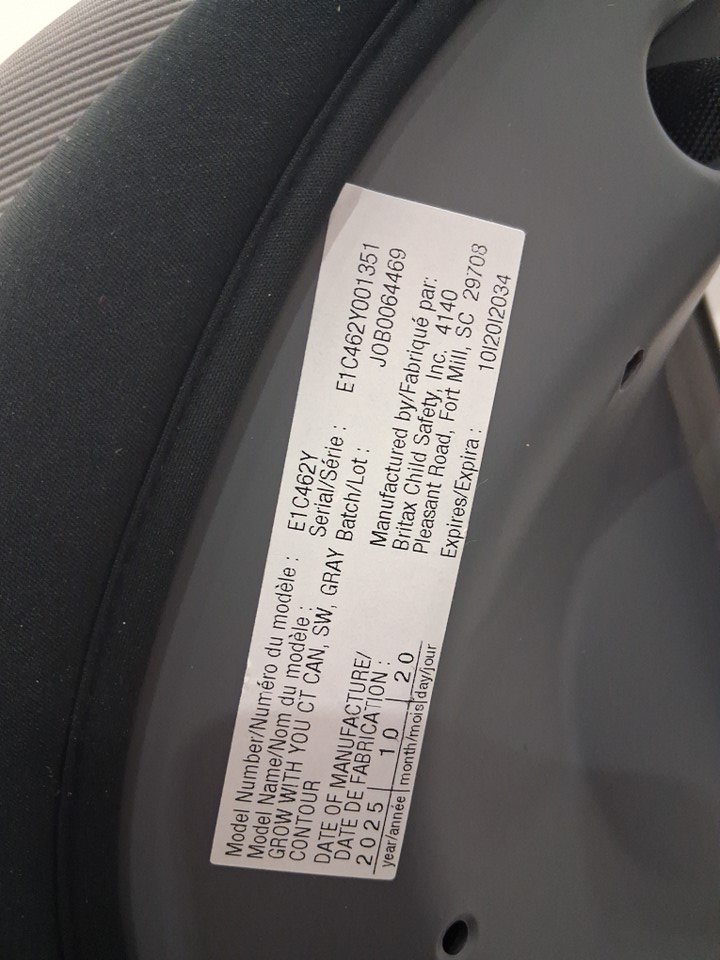 Model Number/Numéro du modèle : E1C462Y
Model Name/Nom du modèle :
GROW WITH YOU CT CAN, SW, GRAY
CONTOUR
Serial/Série : E1C462Y001351
Batch/Lot : JOB0064469
DATE OF MANUFACTURE/
DATE DE FABRICATION :
2025 10 20
year/année month/mois day/jour
Manufactured by/Fabriqué par:
Britax Child Safety, Inc. 4140
Pleasant Road, Fort Mill, SC 29708
Expires/Expira : 10/20/2034